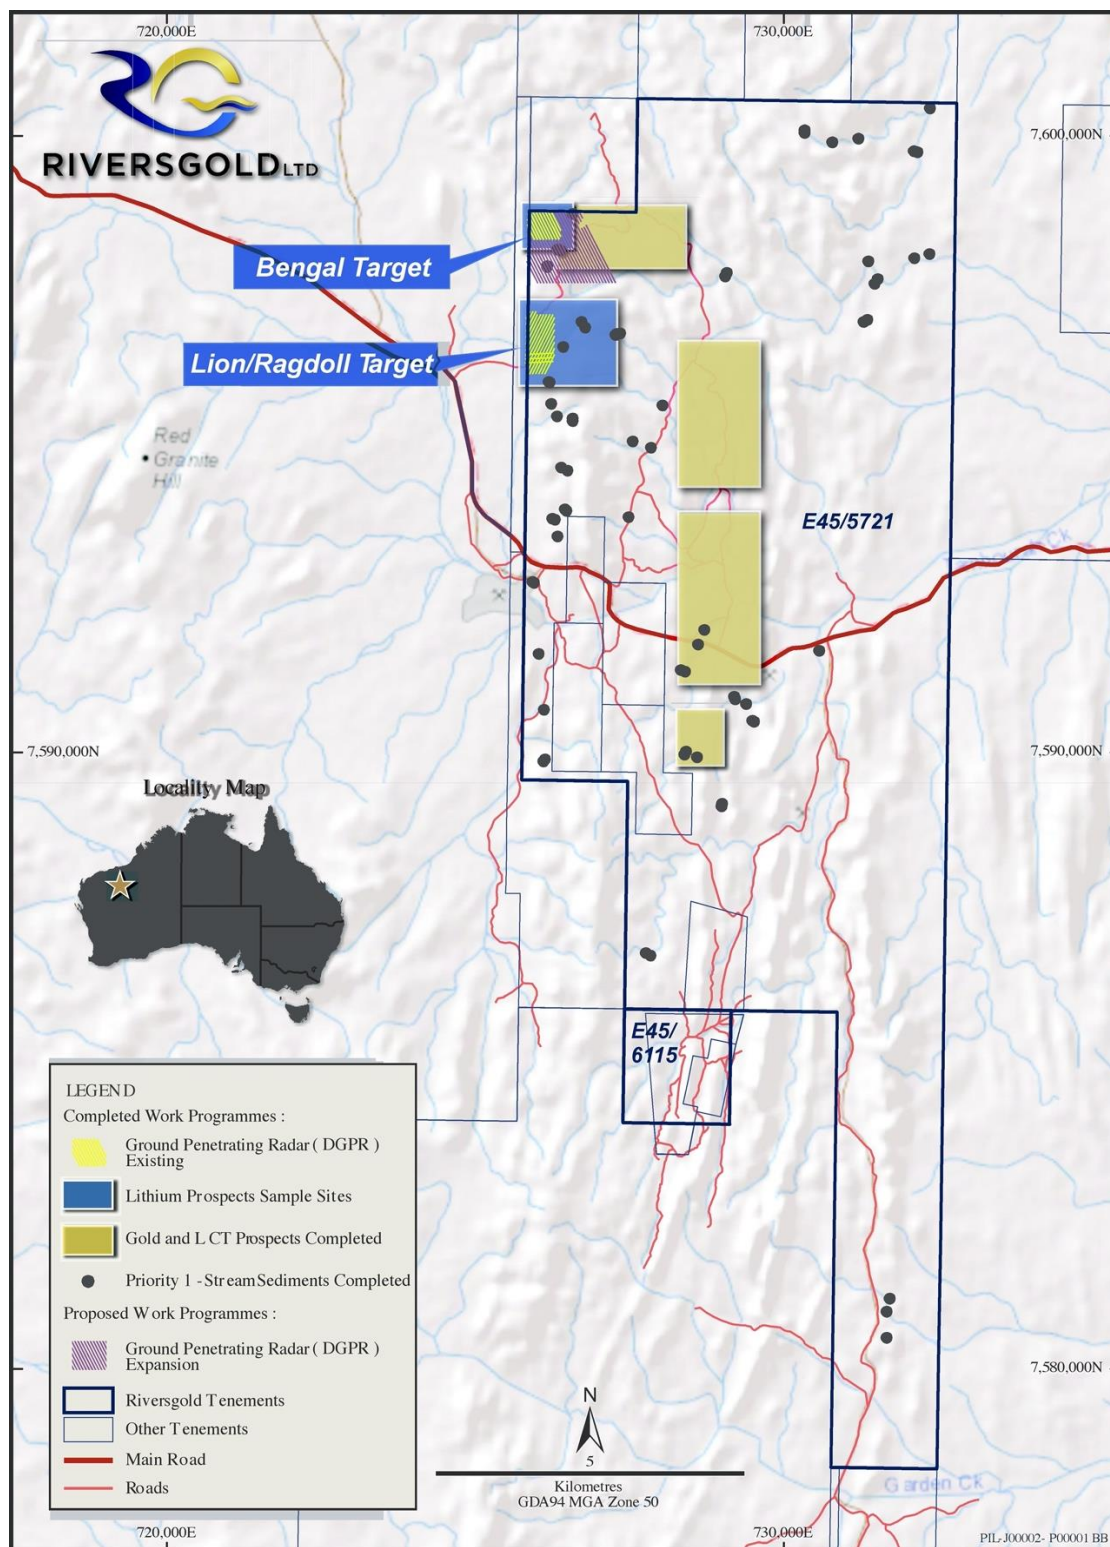 720,000E
730,000E
RIVERSGOLD LTD
7,600,000N
Bengal Target
Lion/Ragdoll Target
Red
Granite
Hill
E45/5721
7,590,000N
7,590,000N
Locality Map
E45/
6115
LEGEND
Completed Work Programmes :
Ground Penetrating Radar ( DGPR )
Existing
Lithium Prospects Sample Sites
Gold and LCT Prospects Completed
Priority 1 - Stream Sediments Completed
Proposed Work Programmes :
Ground Penetrating Radar ( DGPR )
Expansion
Riversgold Tenements
Other Tenements
Main Road
Roads
7,580,000N
N
5
Kilometres
GDA94 MGA Zone 50
Garden Ck
720,000E
730,000E
PIL-J00002- P00001 BB